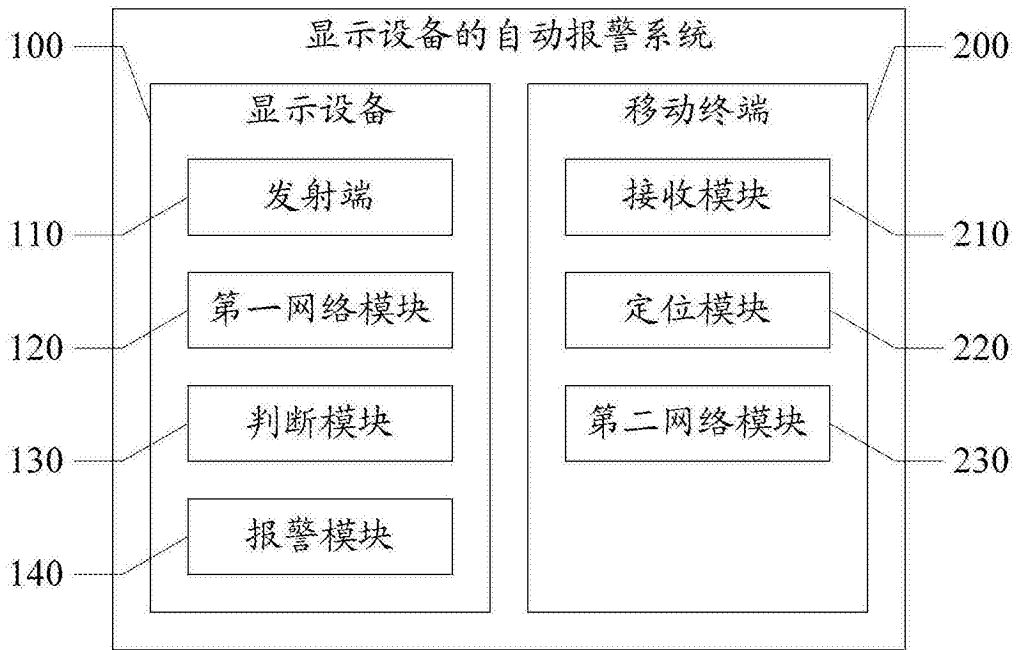 显示设备的自动报警系统
100
200
显示设备
移动终端
发射端
接收模块
110
210
第一网络模块
定位模块
120
220
判断模块
第二网络模块
130
230
报警模块
140